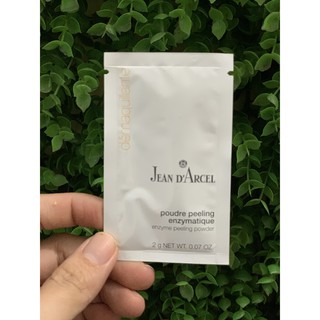 JEAN D'ARCEL
poudre peeling
enzymatique
enzyme peeling powder
2 g NET WT. 0.07 OZ.